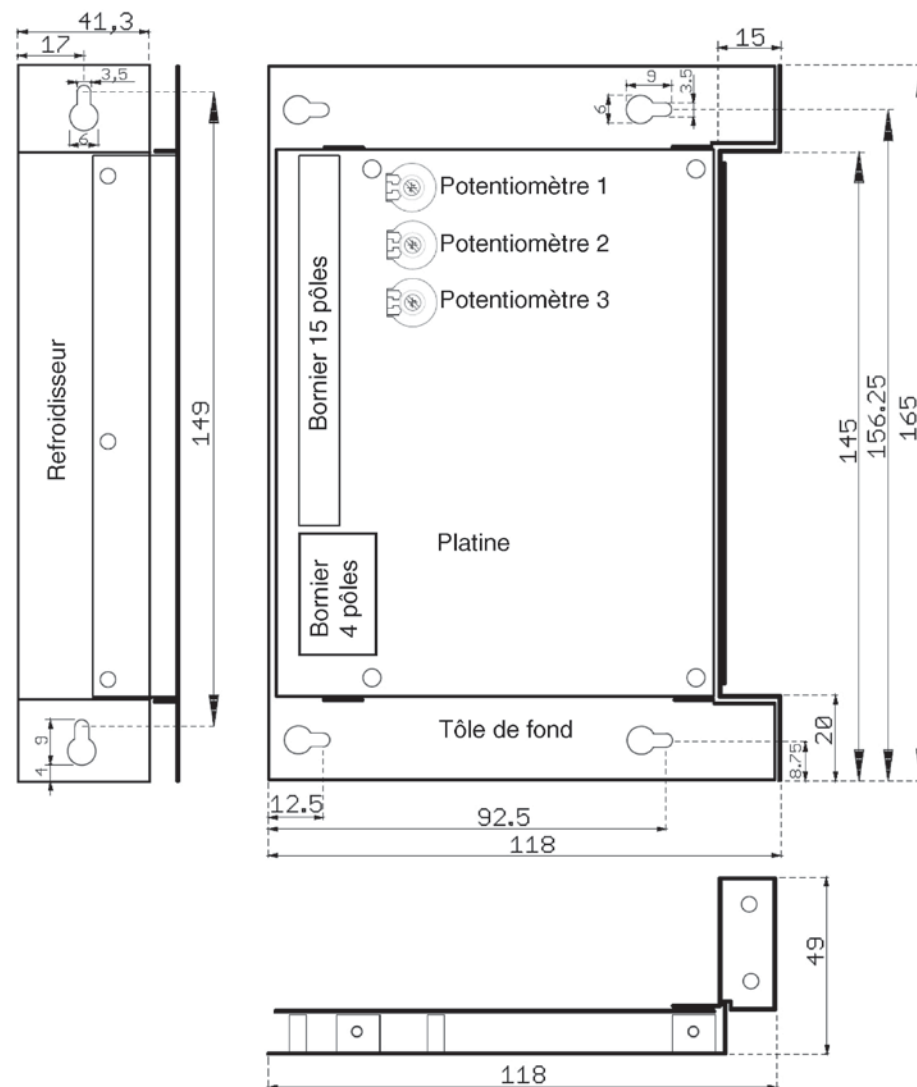 41,3
17
3,5
6
Refroidisseur
149
9
4
15
9
3.5
6
Potentiomètre 1
Potentiomètre 2
Potentiomètre 3
Bornier 15 pôles
Bornier
4 pôles
Platine
Tôle de fond
145
156.25
165
20
8.75
12.5
92.5
118
49
118